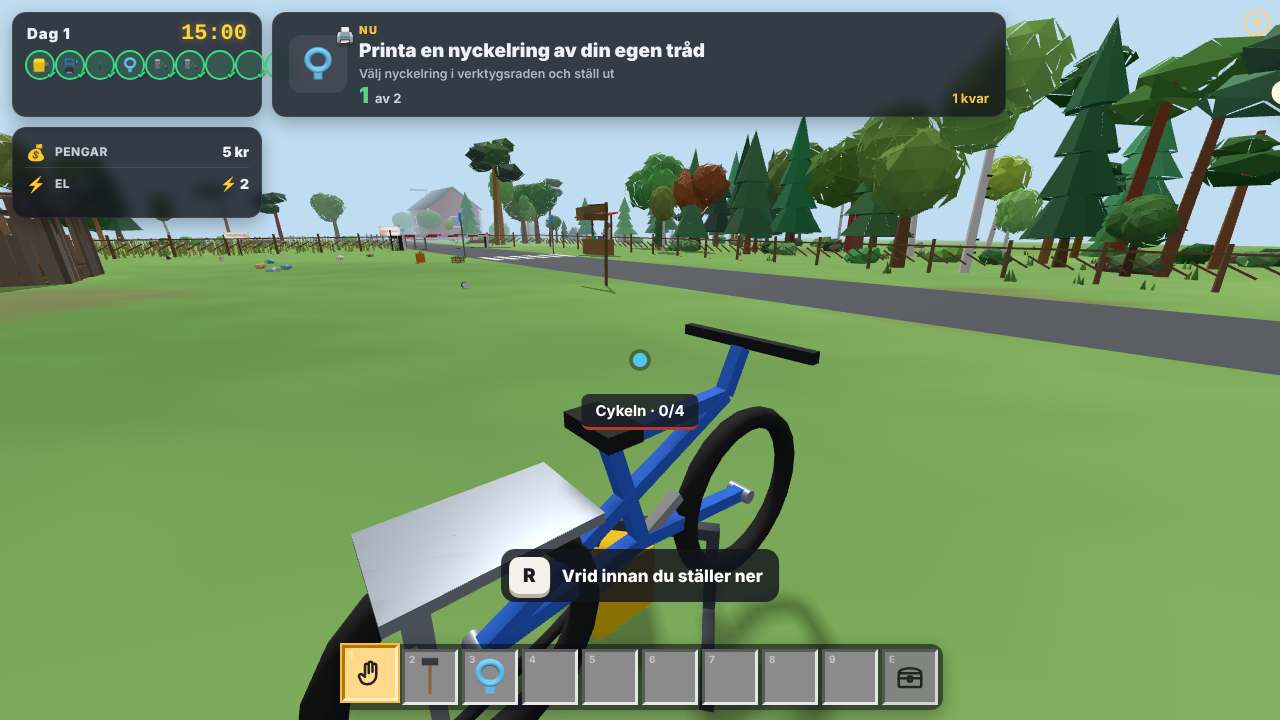 Dag 1
15:00
NU
Printa en nyckelring av din egen tråd
Välj nyckelring i verktygsraden och ställ ut
1 av 2
1 kvar
PENGAR
5 kr
EL
2
Cykeln · 0/4
R
Vrid innan du ställer ner
1
2
3
4
5
6
7
8
9
E